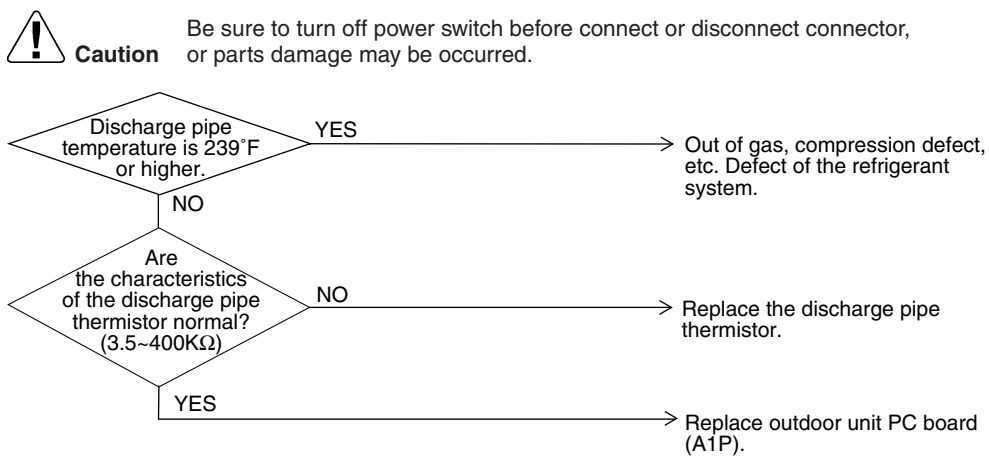 Be sure to turn off power switch before connect or disconnect connector,
Caution or parts damage may be occurred.
Discharge pipe
temperature is 239˚F
or higher.
YES
Out of gas, compression defect,
etc. Defect of the refrigerant
system.
NO
Are
the characteristics
of the discharge pipe
thermistor normal?
(3.5~400KΩ)
NO
Replace the discharge pipe
thermistor.
YES
Replace outdoor unit PC board
(A1P).